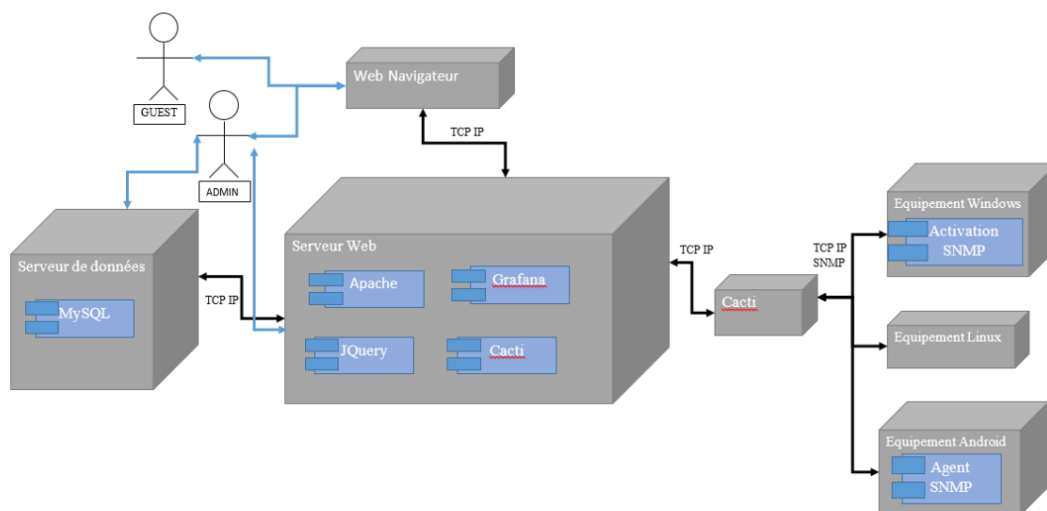 GUEST
ADMIN
Web Navigateur
TCP IP
Serveur de données
MySQL
TCP IP
Serveur Web
Apache
Grafana
JQuery
Cacti
TCP IP
Cacti
TCP IP
SNMP
Equipement Windows
Activation
SNMP
Equipement Linux
Equipement Android
Agent
SNMP